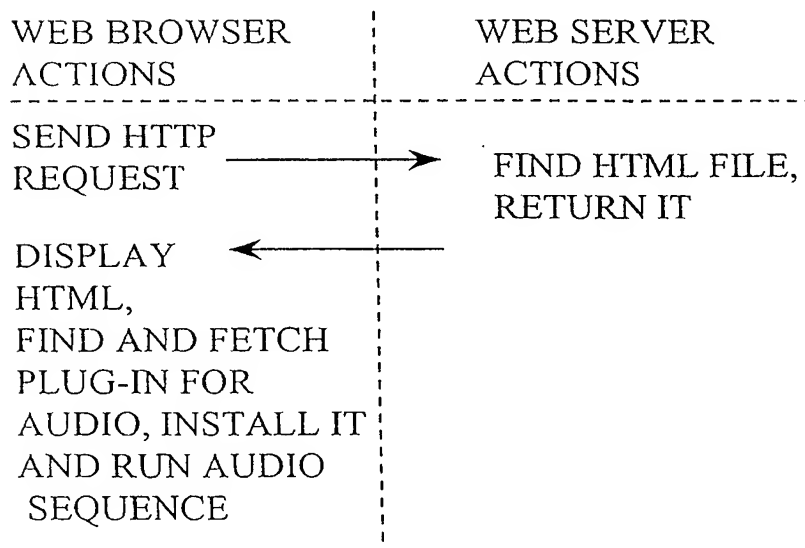 WEB BROWSER
ACTIONS
WEB SERVER
ACTIONS
SEND HTTP
REQUEST
FIND HTML FILE,
RETURN IT
DISPLAY
HTML,
FIND AND FETCH
PLUG-IN FOR
AUDIO, INSTALL IT
AND RUN AUDIO
SEQUENCE